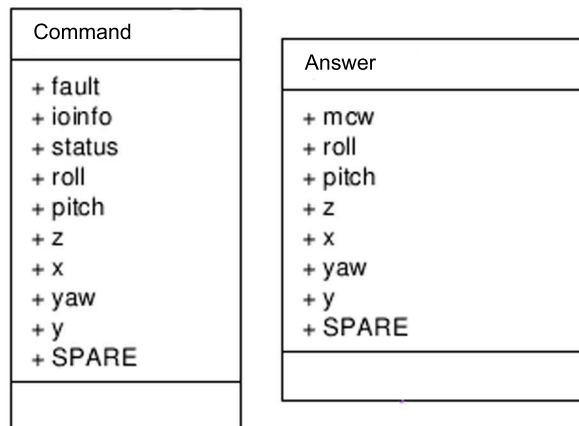 Command
+ fault
+ ioinfo
+ status
+ roll
+ pitch
+ z
+ x
+ yaw
+ y
+ SPARE
Answer
+ mcw
+ roll
+ pitch
+ z
+ x
+ yaw
+ y
+ SPARE